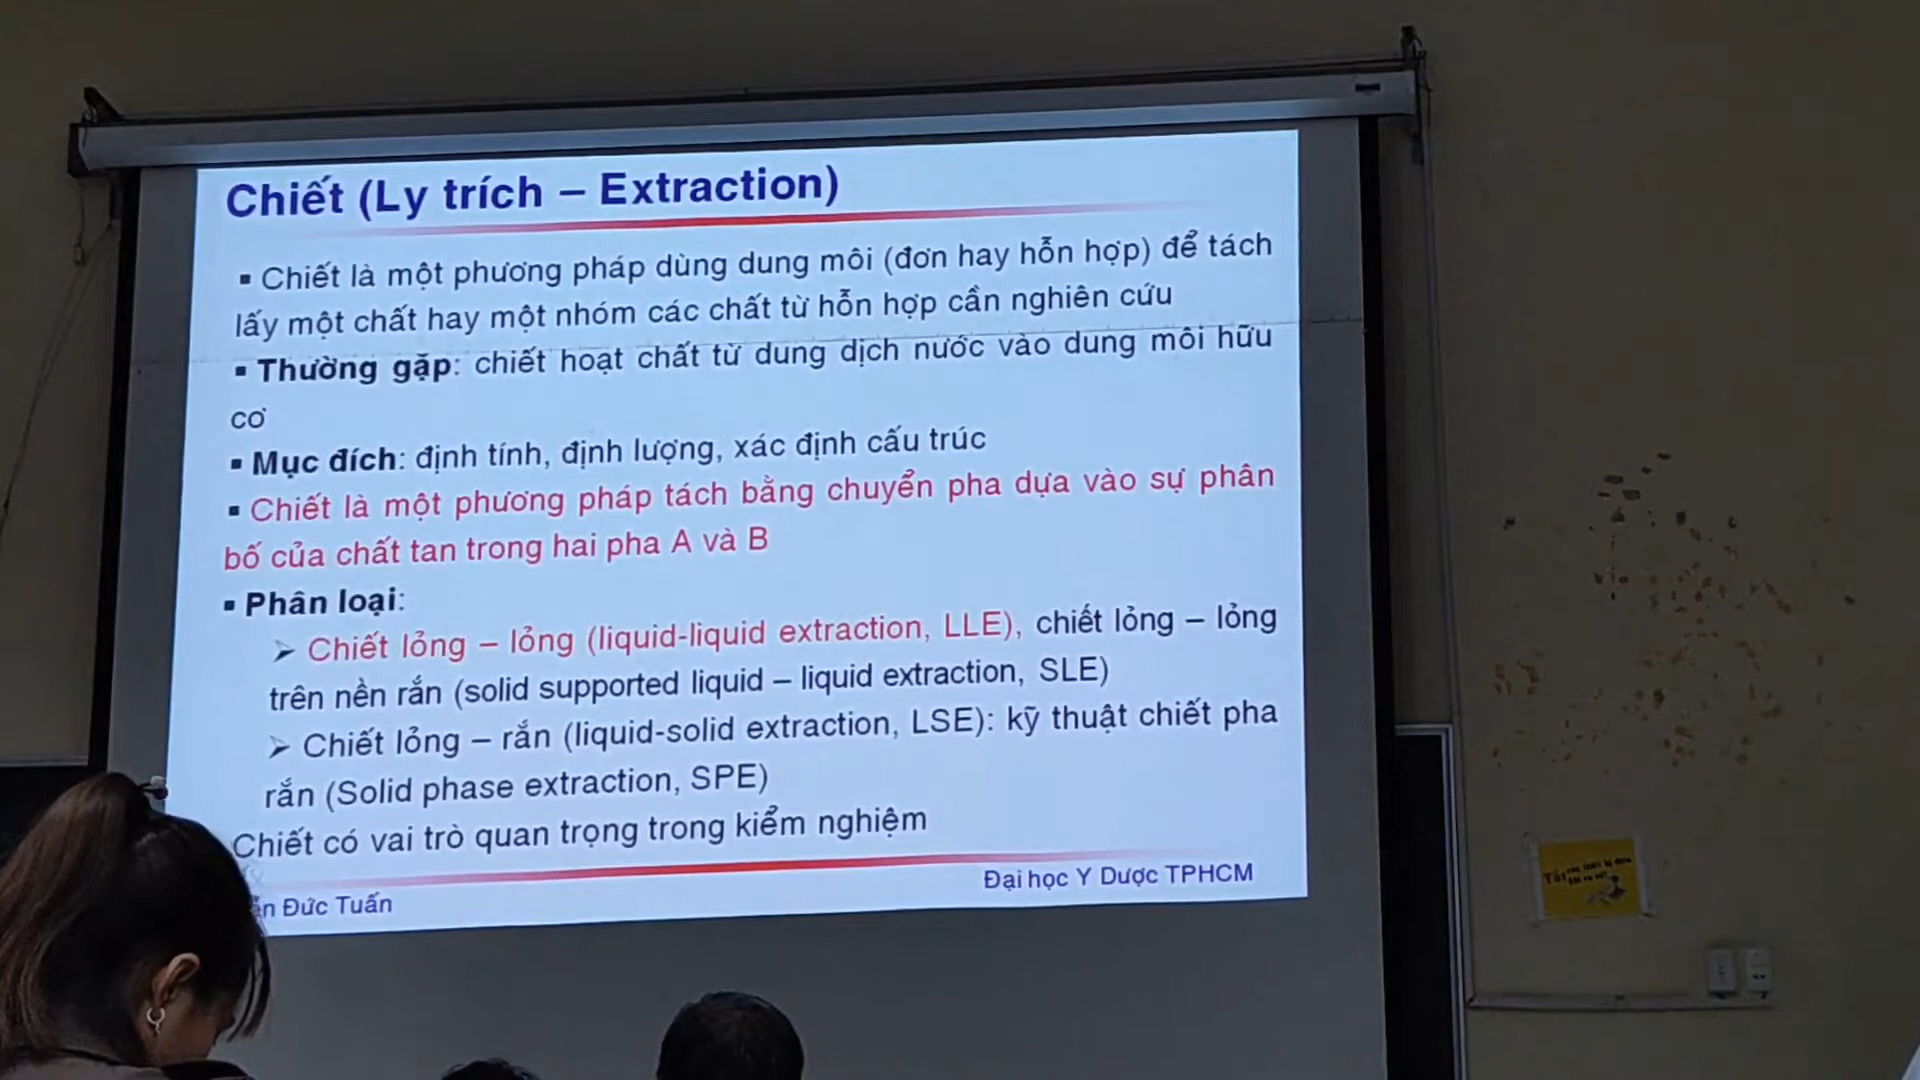 Chiết (Ly trích – Extraction)
▪ Chiết là một phương pháp dùng dung môi (đơn hay hỗn hợp) để tách
lấy một chất hay một nhóm các chất từ hỗn hợp cần nghiên cứu
▪ Thường gặp: chiết hoạt chất từ dung dịch nước vào dung môi hữu
cơ
▪ Mục đích: định tính, định lượng, xác định cấu trúc
▪ Chiết là một phương pháp tách bằng chuyển pha dựa vào sự phân
bố của chất tan trong hai pha A và B
▪ Phân loại:
➢ Chiết lỏng – lỏng (liquid-liquid extraction, LLE), chiết lỏng – lỏng
trên nền rắn (solid supported liquid – liquid extraction, SLE)
➢ Chiết lỏng – rắn (liquid-solid extraction, LSE): kỹ thuật chiết pha
rắn (Solid phase extraction, SPE)
Chiết có vai trò quan trọng trong kiểm nghiệm
Đức Tuấn
Đại học Y Dược TPHCM
Tắt